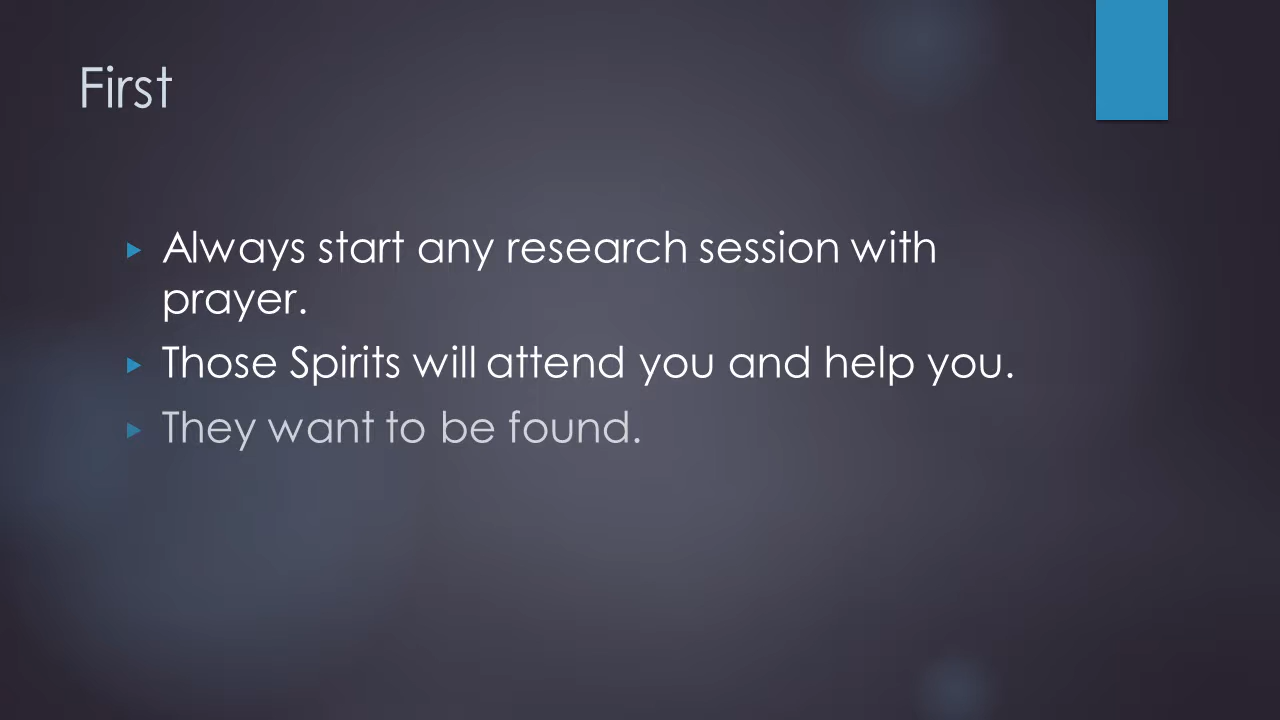 First
Always start any research session with
prayer.
Those Spirits will attend you and help you.
They want to be found.